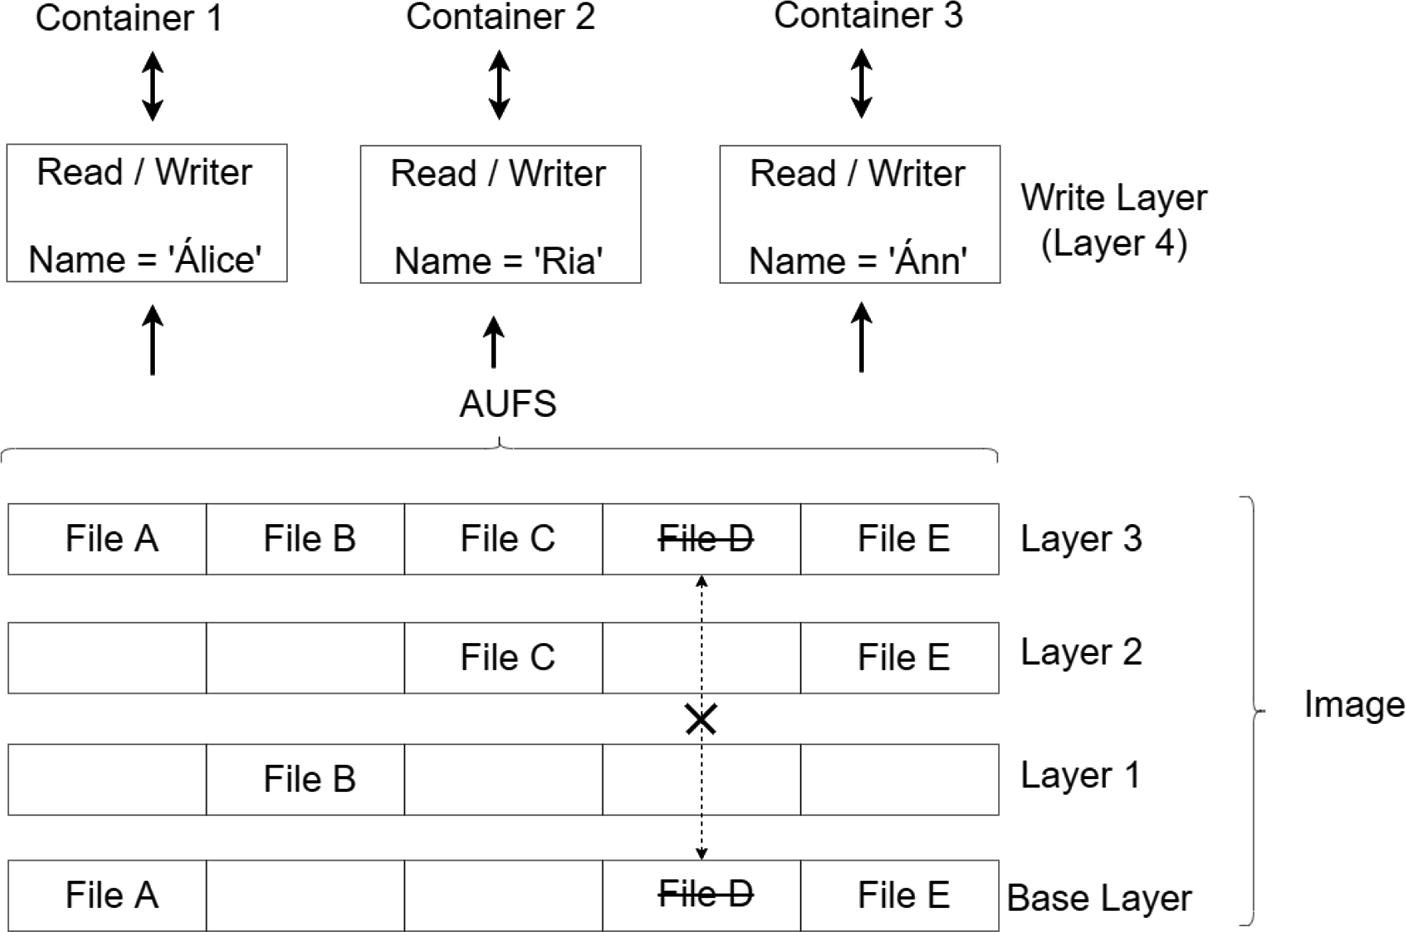 Container 1
Container 2
Container 3
Read / Writer
Name = 'Álice'
Read / Writer
Name = 'Ria'
Read / Writer
Name = 'Ánn'
Write Layer
(Layer 4)
AUFS
File A
File B
File C
File D
File E
Layer 3
File C
File E
Layer 2
File B
Layer 1
File A
File D
File E
Base Layer
Image